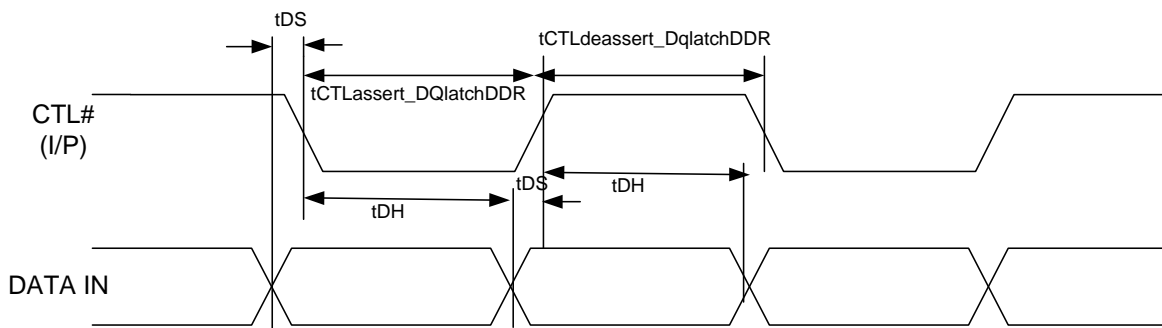 tDS
tCTLdeassert_DqlatchDDR
tCTLassert_DQlatchDDR
CTL#
(I/P)
tDS
tDH
tDH
DATA IN